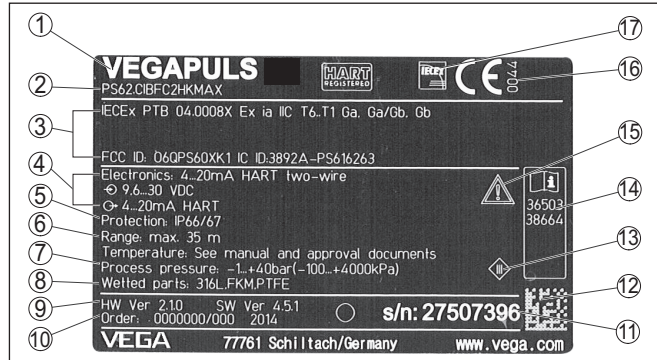 1 17
VEGAPULS HART REGISTERED IECEx CE 0044 16
2 PS62.CIBFC2HKMAX
3 IECEx PTB 04.0008X Ex ia IIC T6..T1 Ga, Ga/Gb, Gb
FCC ID: O6QPS60XK1 IC ID:3892A-PS616263 15
4 Electronics: 4...20mA HART two-wire
9.6...30 VDC 36503 14
5 4...20mA HART 38664
Protection: IP66/67
6 Range: max. 35 m
Temperature: See manual and approval documents 13
7 Process pressure: -1...+40bar(-100...+4000kPa)
8 Wetted parts: 316L,FKM,PTFE 12
9 HW Ver 2.1.0 SW Ver 4.5.1
10 Order: 0000000/000 2014 s/n: 27507396 11
VEGA 77761 Schiltach/Germany www.vega.com